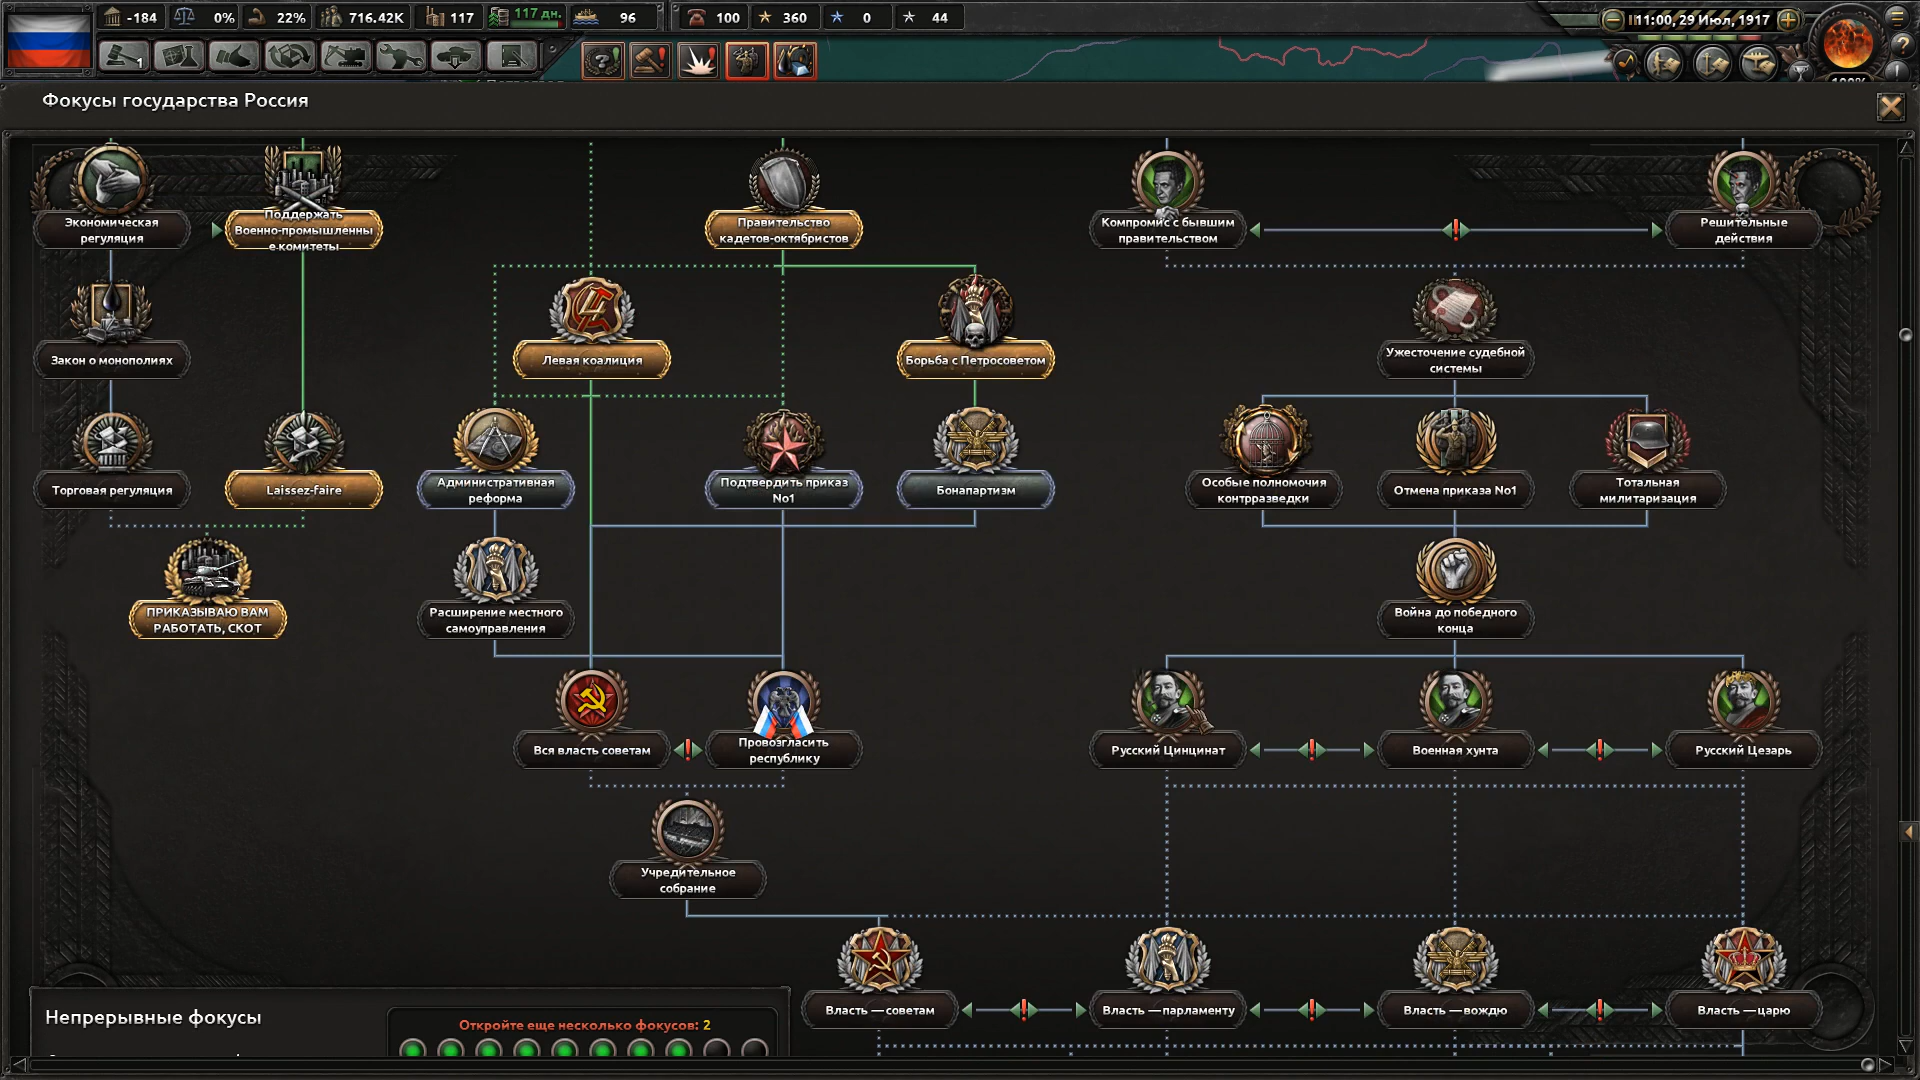 -184
0%
22%
716.42K
117
117 дн.
96
100
360
0
44
11:00, 29 Июл, 1917
1
Фокусы государства Россия
Экономическая
регуляция
Поддержать
Военно-промышленны
е комитеты
Правительство
кадетов-октябристов
Компромис с бывшим
правительством
Решительные
действия
Закон о монополиях
Левая коалиция
Борьба с Петросоветом
Ужесточение судебной
системы
Торговая регуляция
Laissez-faire
Административная
реформа
Подтвердить приказ
No1
Бонапартизм
Особые полномочия
контрразведки
Отмена приказа No1
Тотальная
милитаризация
ПРИКАЗЫВАЮ ВАМ
РАБОТАТЬ, СКОТ
Расширение местного
самоуправления
Война до победного
конца
Вся власть советам
Провозгласить
республику
Русский Цинцинат
Военная хунта
Русский Цезарь
Учредительное
собрание
Власть — советам
Власть — парламенту
Власть — вождю
Власть — царю
Непрерывные фокусы
Откройте еще несколько фокусов: 2